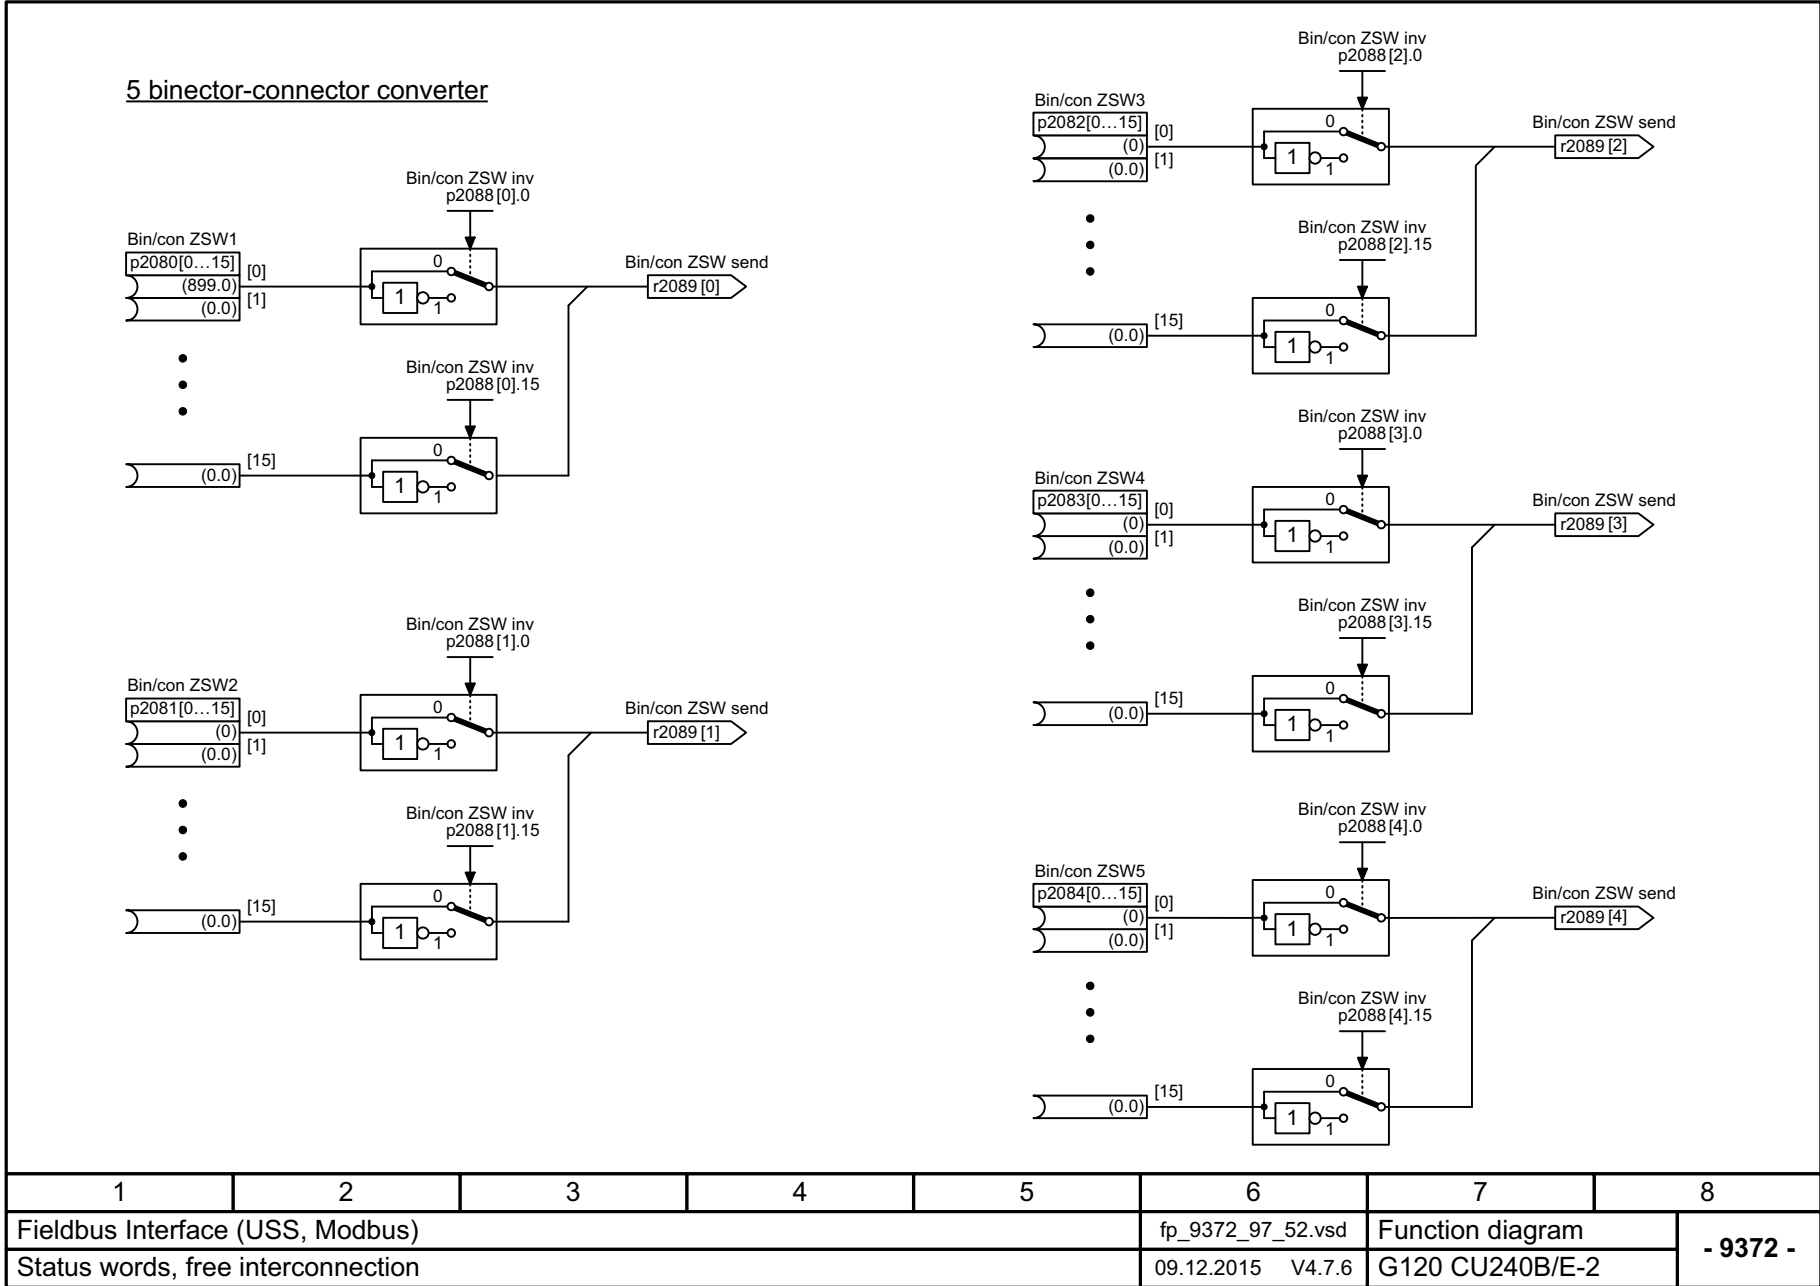 5 binector-connector converter
Bin/con ZSW inv
p2088[0].0
Bin/con ZSW1
p2080[0…15]
[0]
(899.0)
[1]
(0.0)
0
1
1
Bin/con ZSW send
r2089 [0]
Bin/con ZSW inv
p2088[0].15
[15]
(0.0)
0
1
1
Bin/con ZSW inv
p2088[1].0
Bin/con ZSW2
p2081[0…15]
[0]
(0)
[1]
(0.0)
0
1
1
Bin/con ZSW send
r2089 [1]
Bin/con ZSW inv
p2088[1].15
[15]
(0.0)
0
1
1
Bin/con ZSW inv
p2088[2].0
Bin/con ZSW3
p2082[0…15]
[0]
(0)
[1]
(0.0)
0
1
1
Bin/con ZSW send
r2089 [2]
Bin/con ZSW inv
p2088[2].15
[15]
(0.0)
0
1
1
Bin/con ZSW inv
p2088[3].0
Bin/con ZSW4
p2083[0…15]
[0]
(0)
[1]
(0.0)
0
1
1
Bin/con ZSW send
r2089 [3]
Bin/con ZSW inv
p2088[3].15
[15]
(0.0)
0
1
1
Bin/con ZSW inv
p2088[4].0
Bin/con ZSW5
p2084[0…15]
[0]
(0)
[1]
(0.0)
0
1
1
Bin/con ZSW send
r2089 [4]
Bin/con ZSW inv
p2088[4].15
[15]
(0.0)
0
1
1
1 2 3 4 5 6 7 8
Fieldbus Interface (USS, Modbus) fp_9372_97_52.vsd Function diagram
- 9372 -
Status words, free interconnection 09.12.2015 V4.7.6 G120 CU240B/E-2